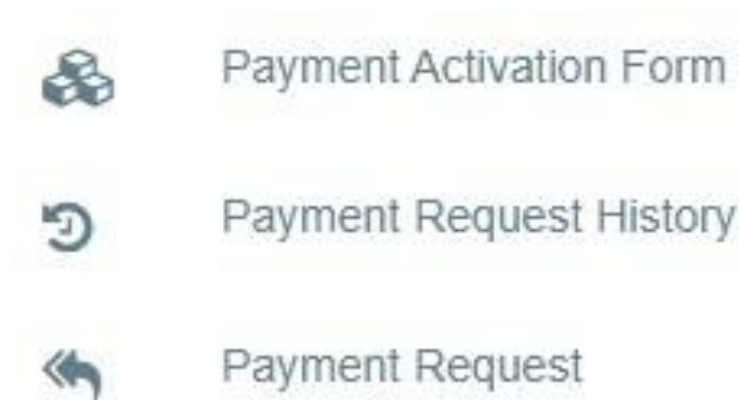 Payment Activation Form
Payment Request History
Payment Request